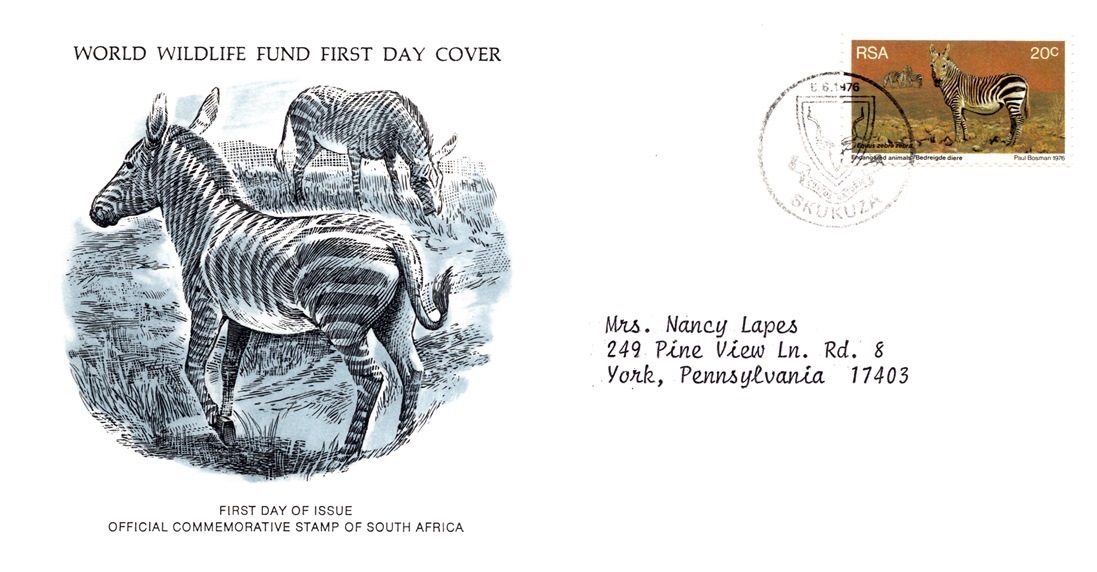 WORLD WILDLIFE FUND FIRST DAY COVER
RSA 20c
6.6.1976
Equus zebra zebra
Endangered animals · Bedreigde diere Paul Bosman 1976
SKUKUZA
Mrs. Nancy Lapes
249 Pine View Ln. Rd. 8
York, Pennsylvania 17403
FIRST DAY OF ISSUE
OFFICIAL COMMEMORATIVE STAMP OF SOUTH AFRICA